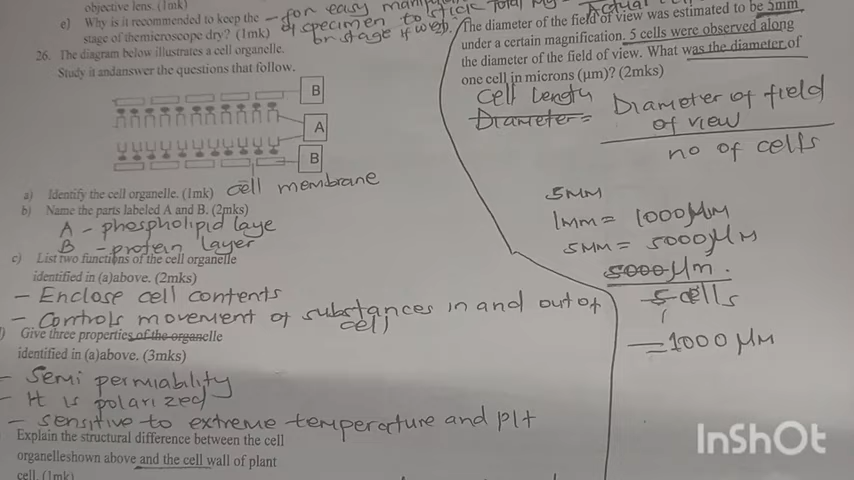 objective lens. (1mk)
e) Why is it recommended to keep the
stage of themicroscope dry? (1mk)
- for easy
of specimen to stick
on stage if wet
26. The diagram below illustrates a cell organelle.
Study it andanswer the questions that follow.
B
A
B
a) Identify the cell organelle. (1mk) cell membrane
b) Name the parts labeled A and B. (2mks)
A - phospholipid laye
B - protein layer
c) List two functions of the cell organelle
identified in (a)above. (2mks)
- Enclose cell contents
- Controls movement of substances in and out of
cell
Give three properties of the organelle
identified in (a)above. (3mks)
- Semi permiability
- It is polarized
- sensitive to extreme temperature and PH
Explain the structural difference between the cell
organelleshown above and the cell wall of plant
cell. (1mk)
Total Mg
Actual
The diameter of the field of view was estimated to be 5mm
under a certain magnification. 5 cells were observed along
the diameter of the field of view. What was the diameter of
one cell in microns (μm)? (2mks)
Cell Length
Diameter = Diameter of field
of view
no of cells
5MM
1MM = 1000μM
5MM = 5000μM
5000μm.
5 cells
= 1000 μM
InShOt